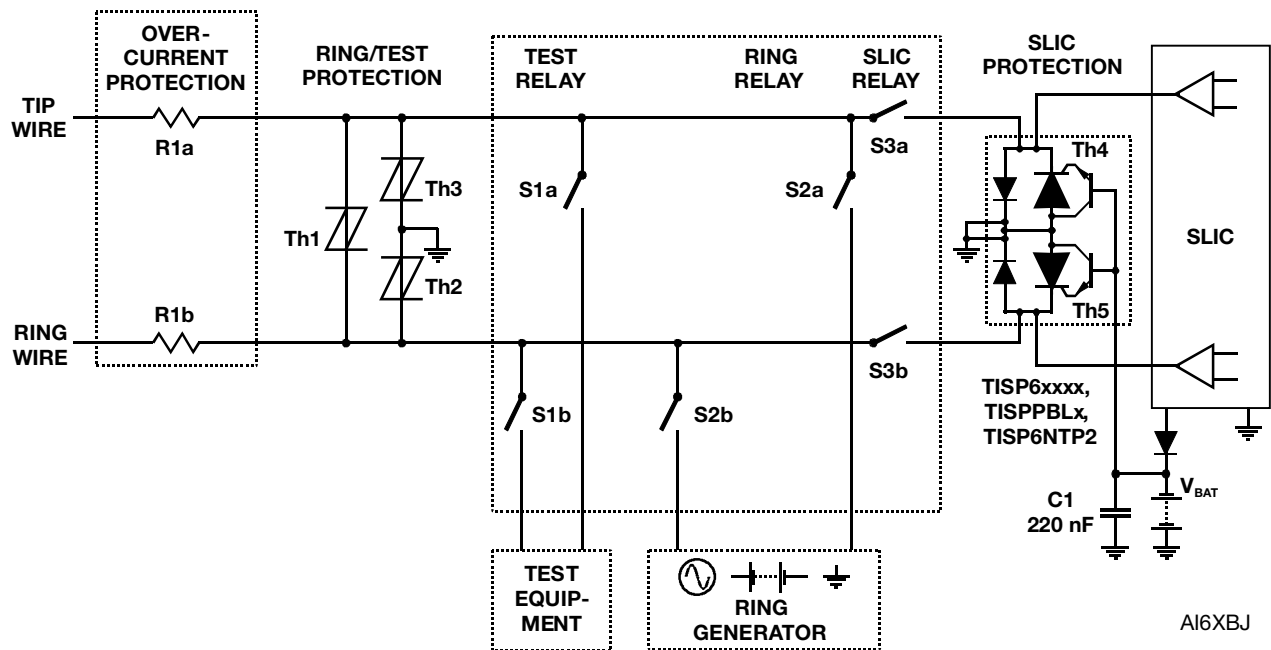 OVER-
CURRENT
PROTECTION
RING/TEST
PROTECTION
TEST
RELAY
RING
RELAY
SLIC
RELAY
SLIC
PROTECTION
TIP
WIRE
R1a
S3a
Th4
Th3
S1a
S2a
Th1
SLIC
Th2
Th5
R1b
RING
WIRE
S3b
S1b
S2b
TISP6xxxx,
TISPPBLx,
TISP6NTP2
C1
220 nF
VBAT
TEST
EQUIP-
MENT
RING
GENERATOR
AI6XBJ